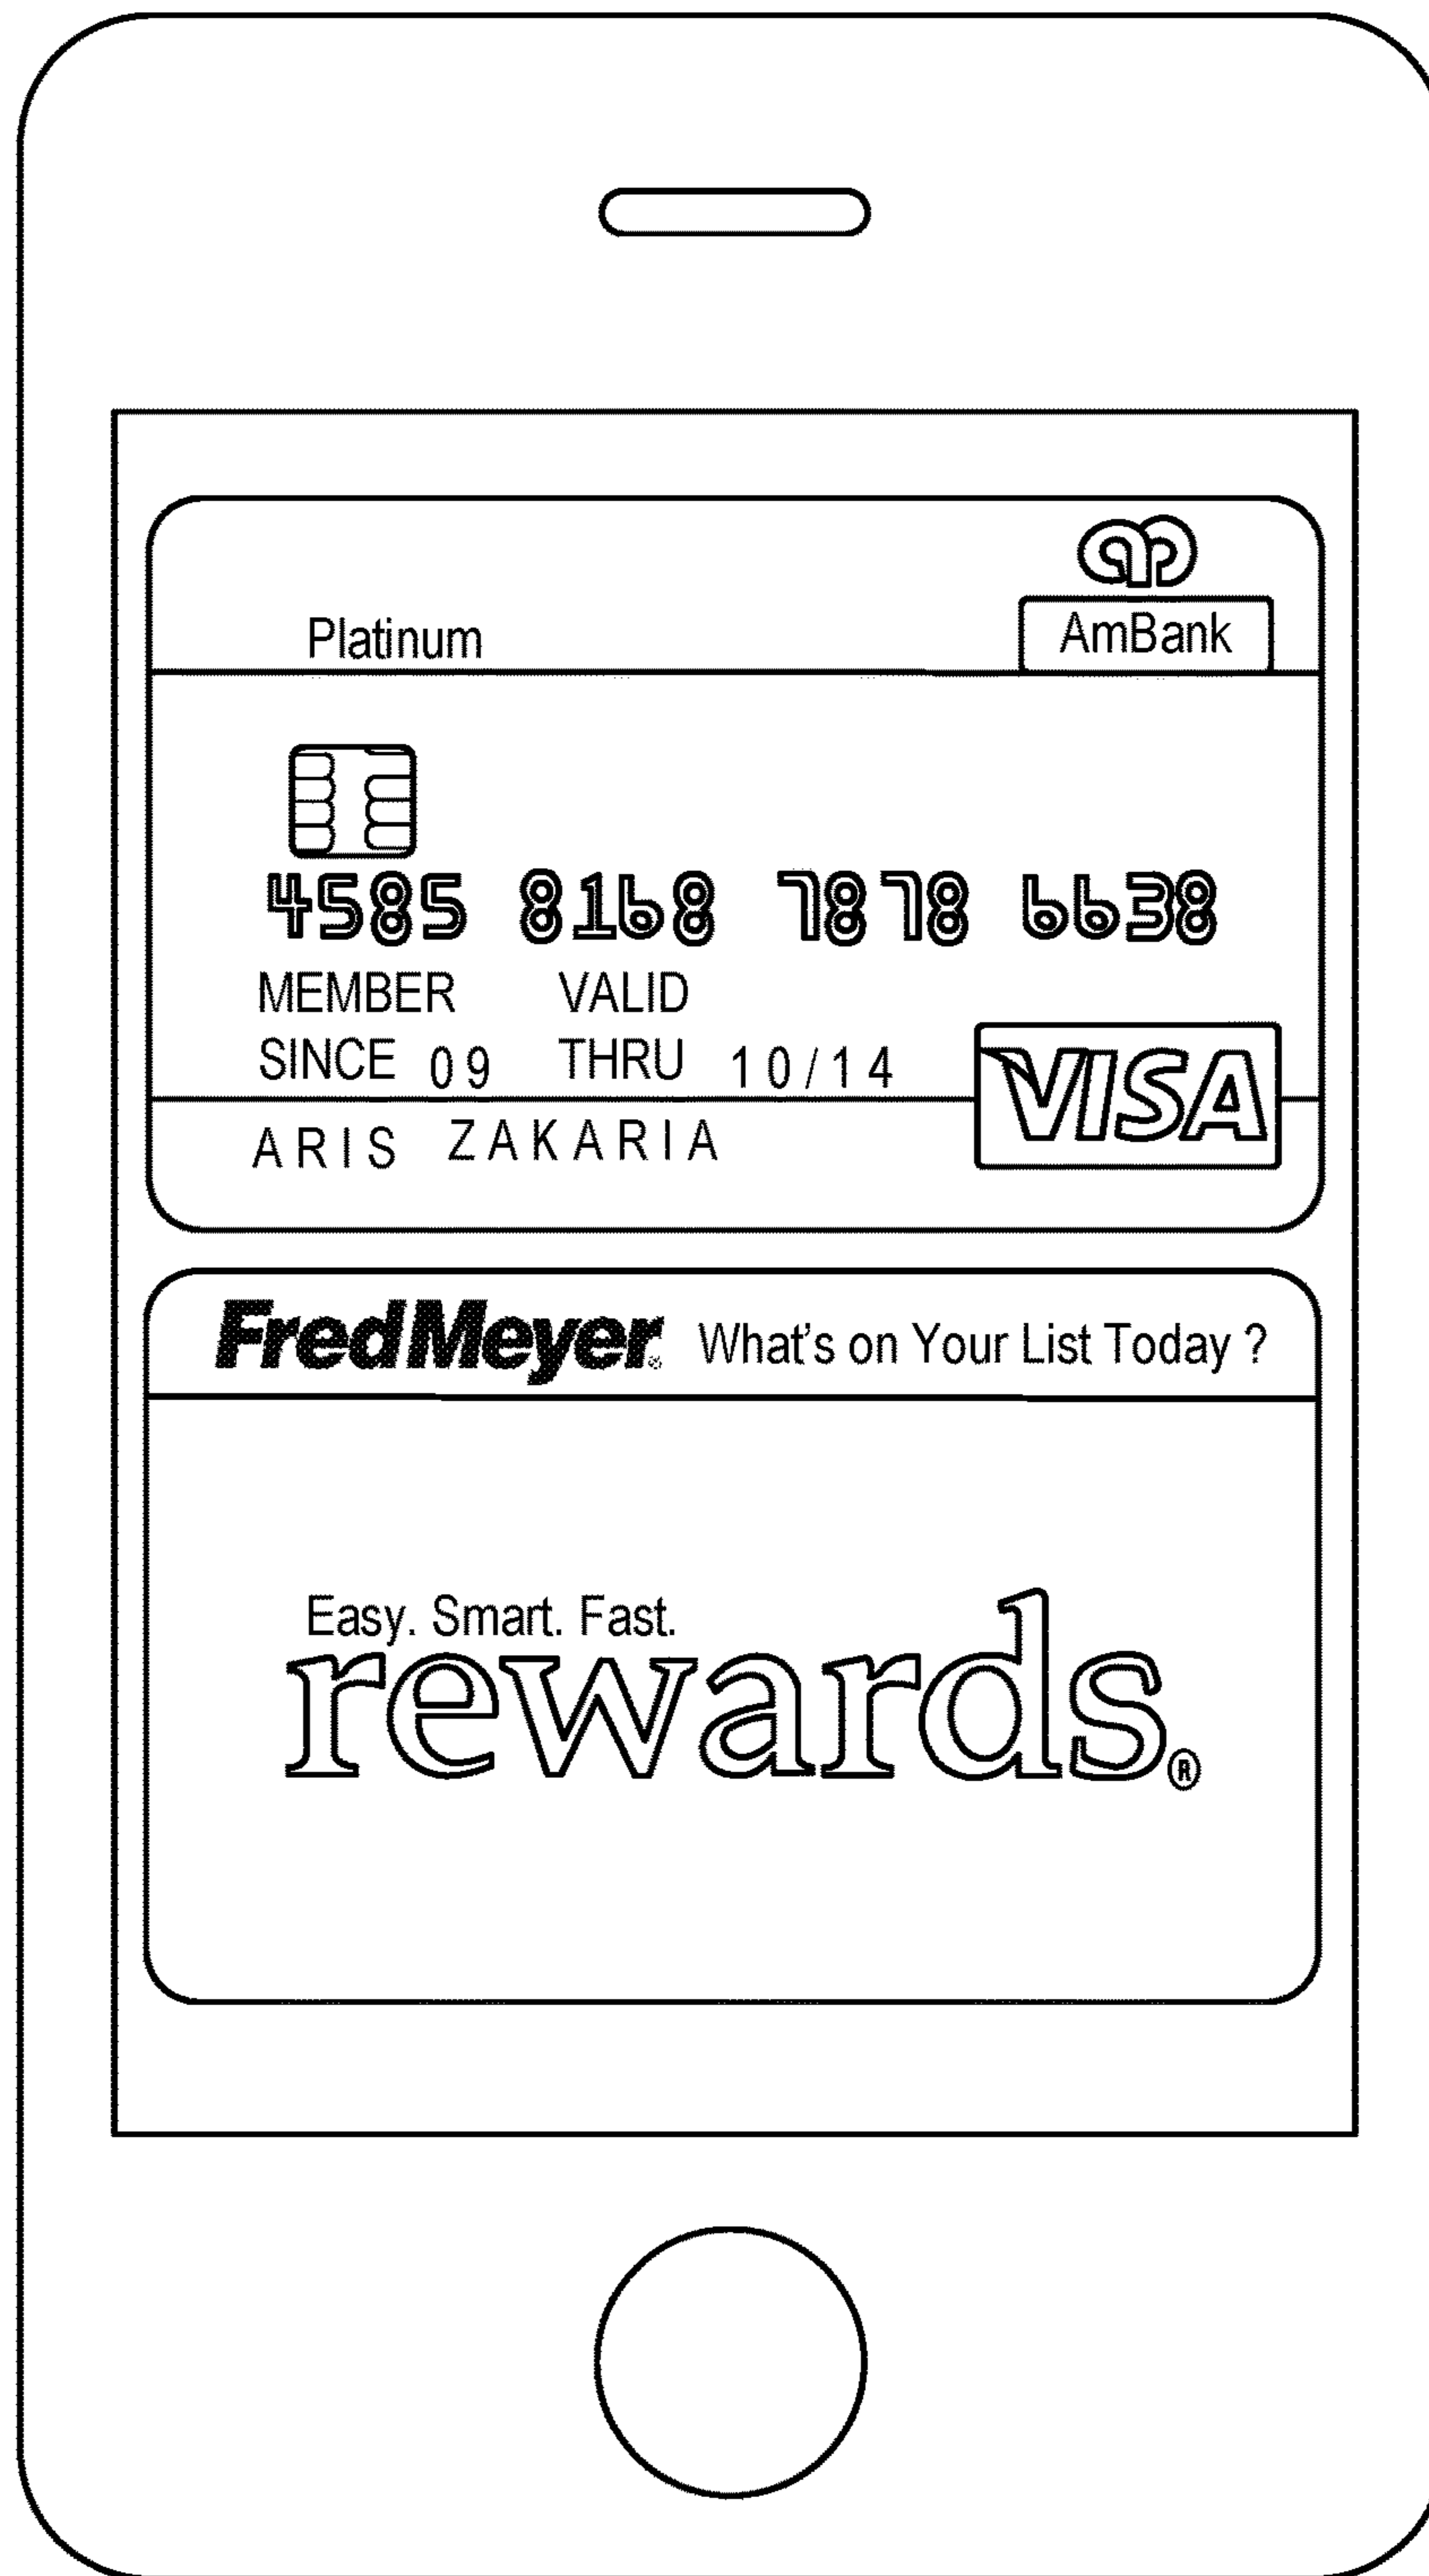 Platinum
AmBank
4585 8168 7878 6638
MEMBER VALID
SINCE 09 THRU 10/14
VISA
ARIS ZAKARIA
FredMeyer® What's on Your List Today ?
Easy. Smart. Fast.
rewards®